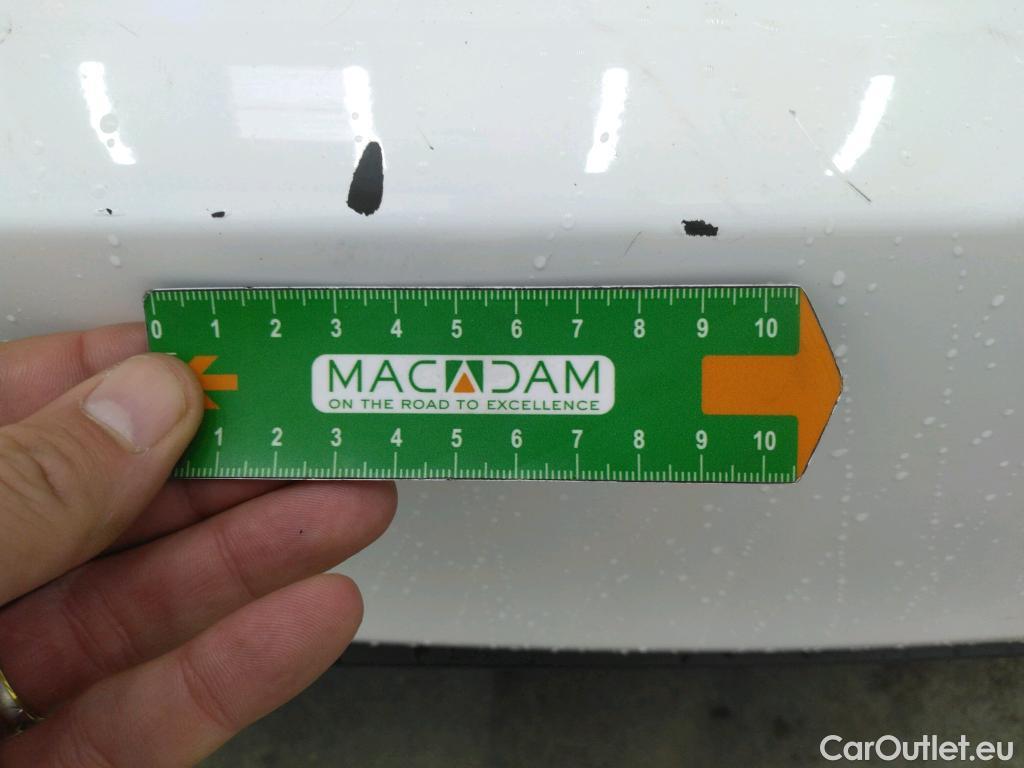 0 1 2 3 4 5 6 7 8 9 10
MACADAM
ON THE ROAD TO EXCELLENCE
1 2 3 4 5 6 7 8 9 10
CarOutlet.eu